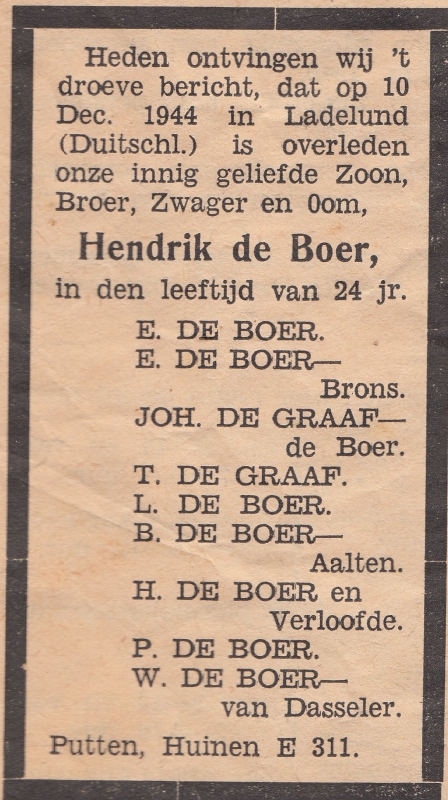 Heden ontvingen wij 't
droeve bericht, dat op 10
Dec. 1944 in Ladelund
(Duitschl.) is overleden
onze innig geliefde Zoon,
Broer, Zwager en Oom,
Hendrik de Boer,
in den leeftijd van 24 jr.
E. DE BOER.
E. DE BOER—
Brons.
JOH. DE GRAAF—
de Boer.
T. DE GRAAF.
L. DE BOER.
B. DE BOER—
Aalten.
H. DE BOER en
Verloofde.
P. DE BOER.
W. DE BOER—
van Dasseler.
Putten, Huinen E 311.